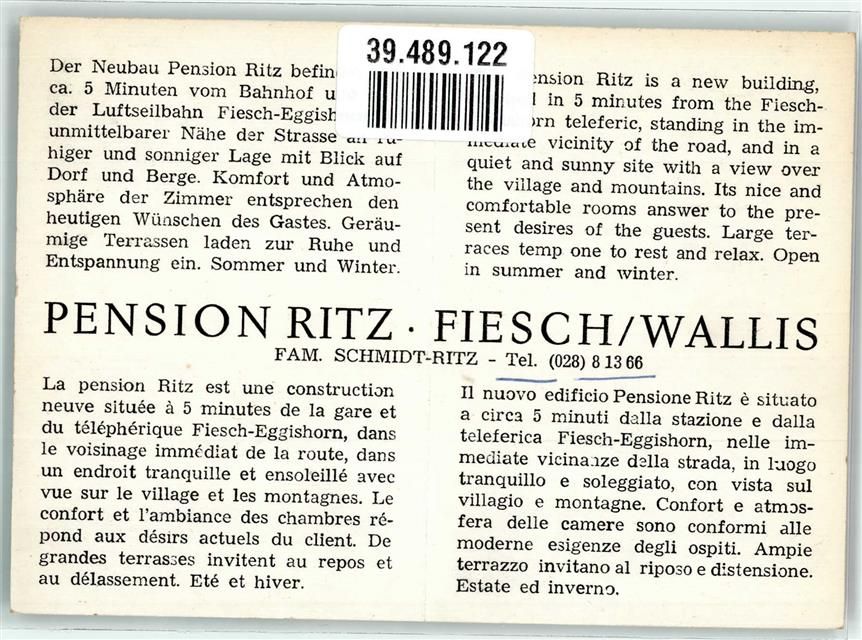 39.489.122
Der Neubau Pension Ritz
ca. 5 Minuten vom Bahnhof
der Luftseilbahn
unmittelbarer Nähe der Strasse an ru-
higer und sonniger Lage mit Blick auf
Dorf und Berge. Komfort und Atmo-
sphäre der Zimmer entsprechen den
heutigen Wünschen des Gastes. Geräu-
mige Terrassen laden zur Ruhe und
Entspannung ein. Sommer und Winter.
Ritz is a new building,
in 5 minutes from the Fiesch-
teleferic, standing in the im-
mediate vicinity of the road, and in a
quiet and sunny site with a view over
the village and mountains. Its nice and
comfortable rooms answer to the pre-
sent desires of the guests. Large ter-
races temp one to rest and relax. Open
in summer and winter.
PENSION RITZ · FIESCH/WALLIS
FAM. SCHMIDT-RITZ – Tel. (028) 8 13 66
La pension Ritz est une construction
neuve située à 5 minutes de la gare et
du téléphérique Fiesch-Eggishorn, dans
le voisinage immédiat de la route, dans
un endroit tranquille et ensoleillé avec
vue sur le village et les montagnes. Le
confort et l'ambiance des chambres ré-
pond aux désirs actuels du client. De
grandes terrasses invitent au repos et
au délassement. Eté et hiver.
Il nuovo edificio Pensione Ritz è situato
a circa 5 minuti dalla stazione e dalla
teleferica Fiesch-Eggishorn, nelle im-
mediate vicinanze della strada, in luogo
tranquillo e soleggiato, con vista sul
villagio e montagne. Confort e atmos-
fera delle camere sono conformi alle
moderne esigenze degli ospiti. Ampie
terrazzo invitano al riposo e distensione.
Estate ed inverno.